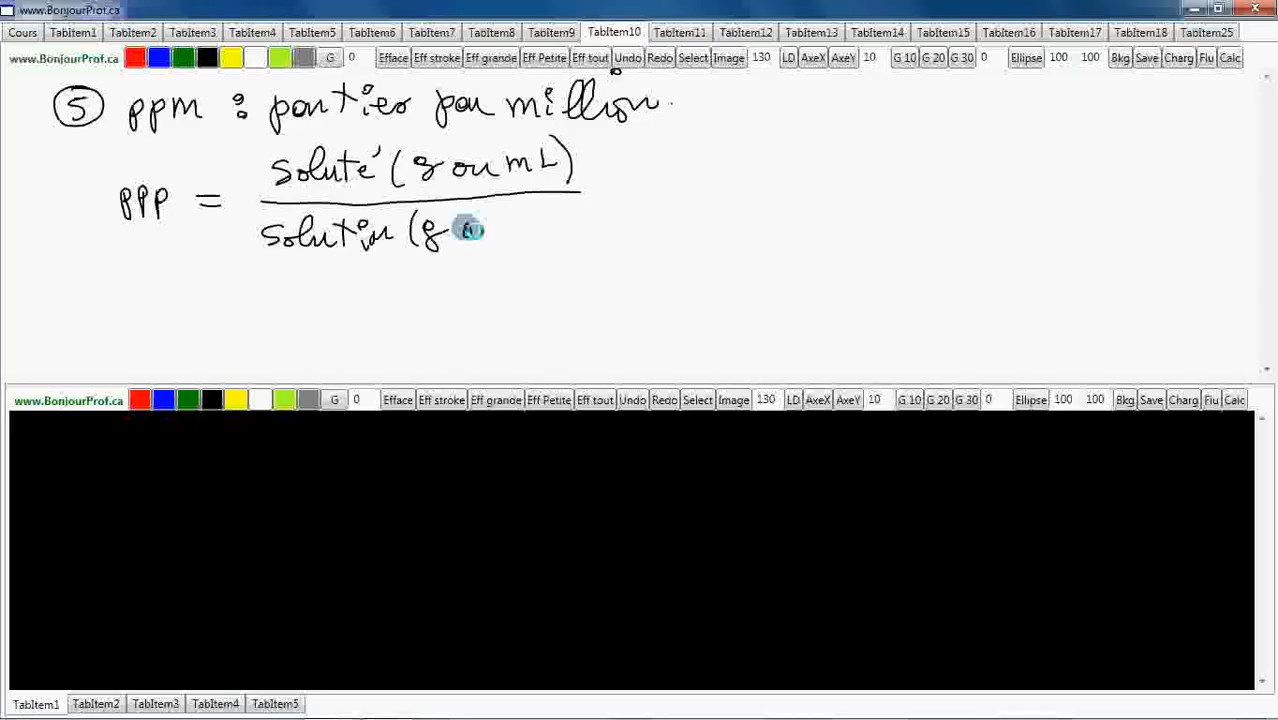 www.BonjourProf.ca
Cours TabItem1 TabItem2 TabItem3 TabItem4 TabItem5 TabItem6 TabItem7 TabItem8 TabItem9 TabItem10 TabItem11 TabItem12 TabItem13 TabItem14 TabItem15 TabItem16 TabItem17 TabItem18 TabItem25
www.BonjourProf.ca G 0 Efface Eff stroke Eff grande Eff Petite Eff tout Undo Redo Select Image 130 LD AxeX AxeY 10 G 10 G 20 G 30 0 Ellipse 100 100 Bkg Save Charg Flu Calc
5 ppm : parties par million.
soluté (g ou mL)
ppp =
solution (g
www.BonjourProf.ca G 0 Efface Eff stroke Eff grande Eff Petite Eff tout Undo Redo Select Image 130 LD AxeX AxeY 10 G 10 G 20 G 30 0 Ellipse 100 100 Bkg Save Charg Flu Calc
TabItem1 TabItem2 TabItem3 TabItem4 TabItem5